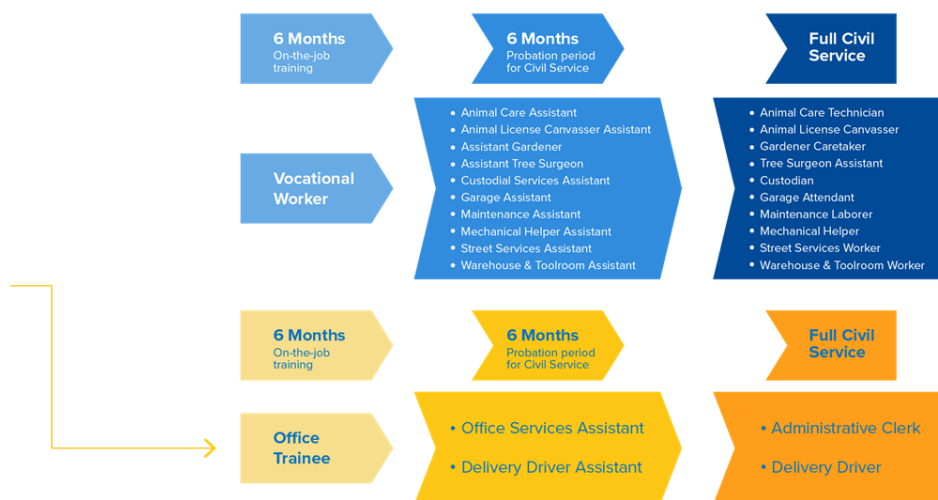 6 Months
On-the-job
training
6 Months
Probation period
for Civil Service
Full Civil
Service
Vocational
Worker
• Animal Care Assistant
• Animal License Canvasser Assistant
• Assistant Gardener
• Assistant Tree Surgeon
• Custodial Services Assistant
• Garage Assistant
• Maintenance Assistant
• Mechanical Helper Assistant
• Street Services Assistant
• Warehouse & Toolroom Assistant
• Animal Care Technician
• Animal License Canvasser
• Gardener Caretaker
• Tree Surgeon Assistant
• Custodian
• Garage Attendant
• Maintenance Laborer
• Mechanical Helper
• Street Services Worker
• Warehouse & Toolroom Worker
6 Months
On-the-job
training
6 Months
Probation period
for Civil Service
Full Civil
Service
Office
Trainee
• Office Services Assistant
• Delivery Driver Assistant
• Administrative Clerk
• Delivery Driver